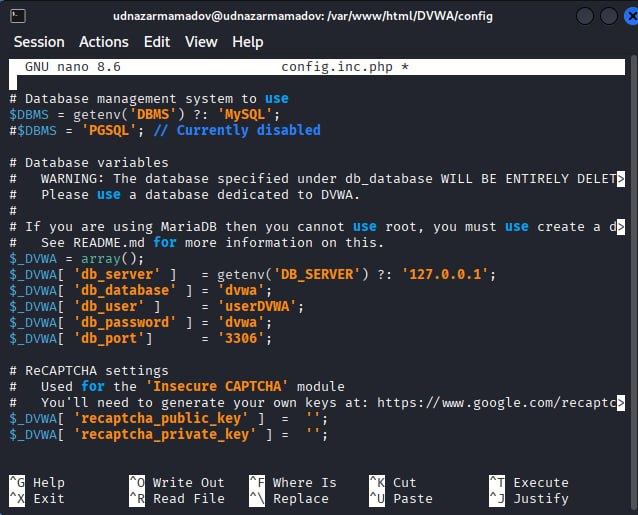 udnazarmamadov@udnazarmamadov: /var/www/html/DVWA/config
Session Actions Edit View Help
GNU nano 8.6 config.inc.php *
# Database management system to use
$DBMS = getenv('DBMS') ?: 'MySQL';
#$DBMS = 'PGSQL'; // Currently disabled
# Database variables
#   WARNING: The database specified under db_database WILL BE ENTIRELY DELET>
#   Please use a database dedicated to DVWA.
#
# If you are using MariaDB then you cannot use root, you must use create a d>
#   See README.md for more information on this.
$_DVWA = array();
$_DVWA[ 'db_server' ]   = getenv('DB_SERVER') ?: '127.0.0.1';
$_DVWA[ 'db_database' ] = 'dvwa';
$_DVWA[ 'db_user' ]     = 'userDVWA';
$_DVWA[ 'db_password' ] = 'dvwa';
$_DVWA[ 'db_port']      = '3306';
# ReCAPTCHA settings
#   Used for the 'Insecure CAPTCHA' module
#   You'll need to generate your own keys at: https://www.google.com/recaptc>
$_DVWA[ 'recaptcha_public_key' ]  =  '';
$_DVWA[ 'recaptcha_private_key' ] =  '';
^G Help ^O Write Out ^F Where Is ^K Cut ^T Execute
^X Exit ^R Read File ^\ Replace ^U Paste ^J Justify